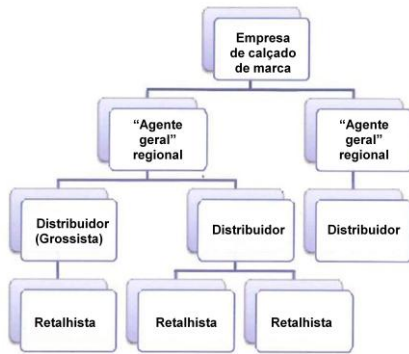 Empresa
de calçado
de marca
“Agente
geral”
regional
“Agente
geral”
regional
Distribuidor
(Grossista)
Distribuidor
Distribuidor
Retalhista
Retalhista
Retalhista